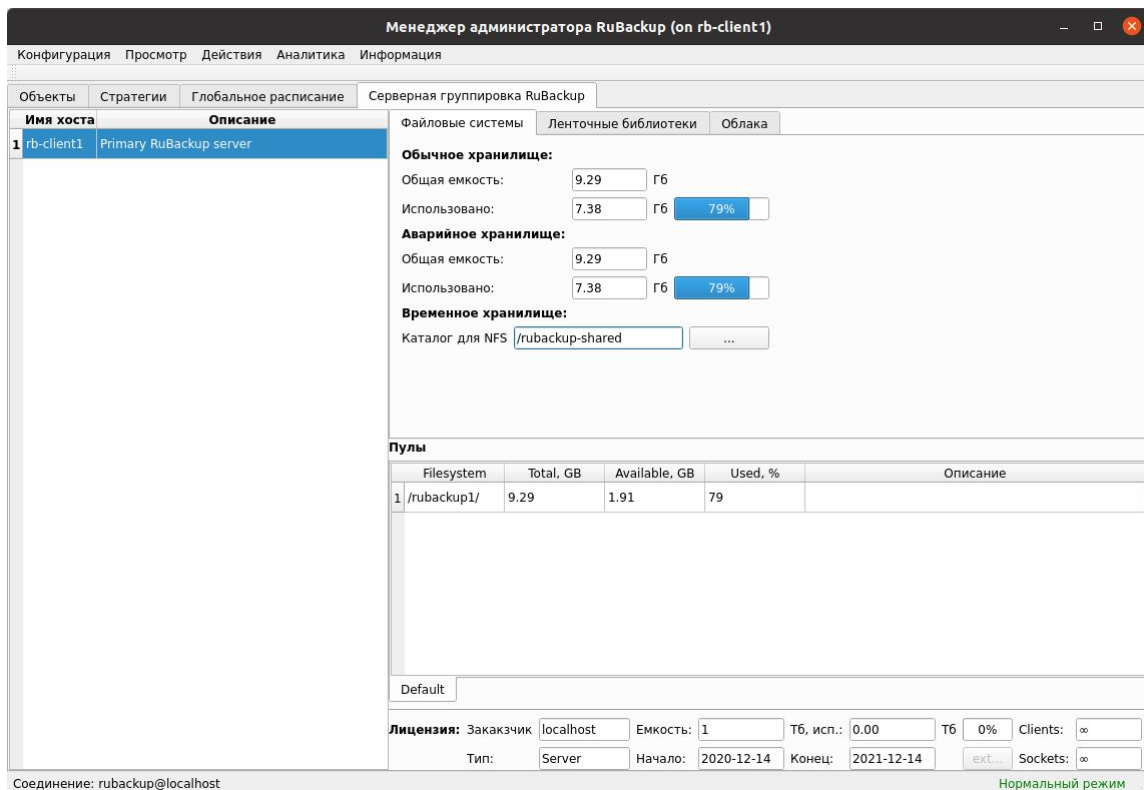 Менеджер администратора RuBackup (on rb-client1)
Конфигурация Просмотр Действия Аналитика Информация
Объекты Стратегии Глобальное расписание Серверная группировка RuBackup
Имя хоста Описание
1 rb-client1 Primary RuBackup server
Файловые системы Ленточные библиотеки Облака
Обычное хранилище:
Общая емкость: 9.29 Гб
Использовано: 7.38 Гб 79%
Аварийное хранилище:
Общая емкость: 9.29 Гб
Использовано: 7.38 Гб 79%
Временное хранилище:
Каталог для NFS /rubackup-shared ...
Пулы
Filesystem Total, GB Available, GB Used, % Описание
1 /rubackup1/ 9.29 1.91 79
Default
Лицензия: Закакзчик localhost Емкость: 1 Тб, исп.: 0.00 Тб 0% Clients: ∞
Тип: Server Начало: 2020-12-14 Конец: 2021-12-14 ext... Sockets: ∞
Соединение: rubackup@localhost Нормальный режим